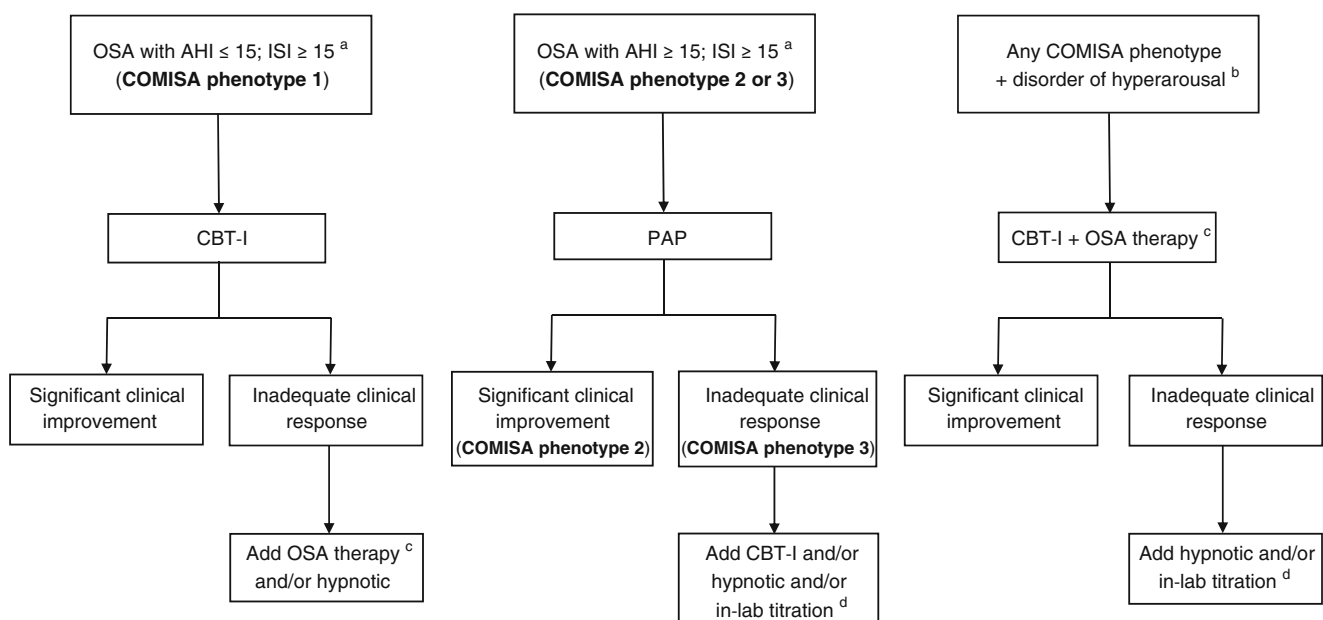 OSA with AHI ≤ 15; ISI ≥ 15 a
(COMISA phenotype 1)
OSA with AHI ≥ 15; ISI ≥ 15 a
(COMISA phenotype 2 or 3)
Any COMISA phenotype
+ disorder of hyperarousal b
CBT-I
PAP
CBT-I + OSA therapy c
Significant clinical
improvement
Inadequate clinical
response
Significant clinical
improvement
(COMISA phenotype 2)
Inadequate clinical
response
(COMISA phenotype 3)
Significant clinical
improvement
Inadequate clinical
response
Add OSA therapy c
and/or hypnotic
Add CBT-I and/or
hypnotic and/or
in-lab titration d
Add hypnotic and/or
in-lab titration d